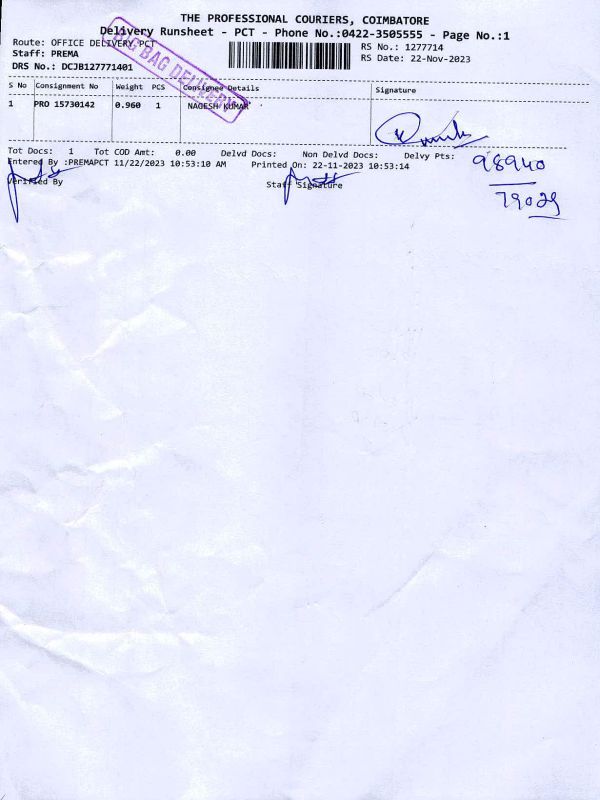 THE PROFESSIONAL COURIERS, COIMBATORE
Delivery Runsheet - PCT - Phone No.:0422-3505555 - Page No.:1
Route: OFFICE DELIVERY PCT
RS No.: 1277714
Staff: PREMA
RS Date: 22-Nov-2023
DRS No.: DCJB127771401
BIG BAG DELIVERY
S No Consignment No Weight PCS Consignee Details Signature
1 PRO 15730142 0.960 1 NAGESH KUMAR
Tot Docs: 1 Tot COD Amt: 0.00 Delvd Docs: Non Delvd Docs: Delvy Pts:
Entered By :PREMAPCT 11/22/2023 10:53:10 AM Printed On: 22-11-2023 10:53:14
98940
Verified By Staff Signature
79029